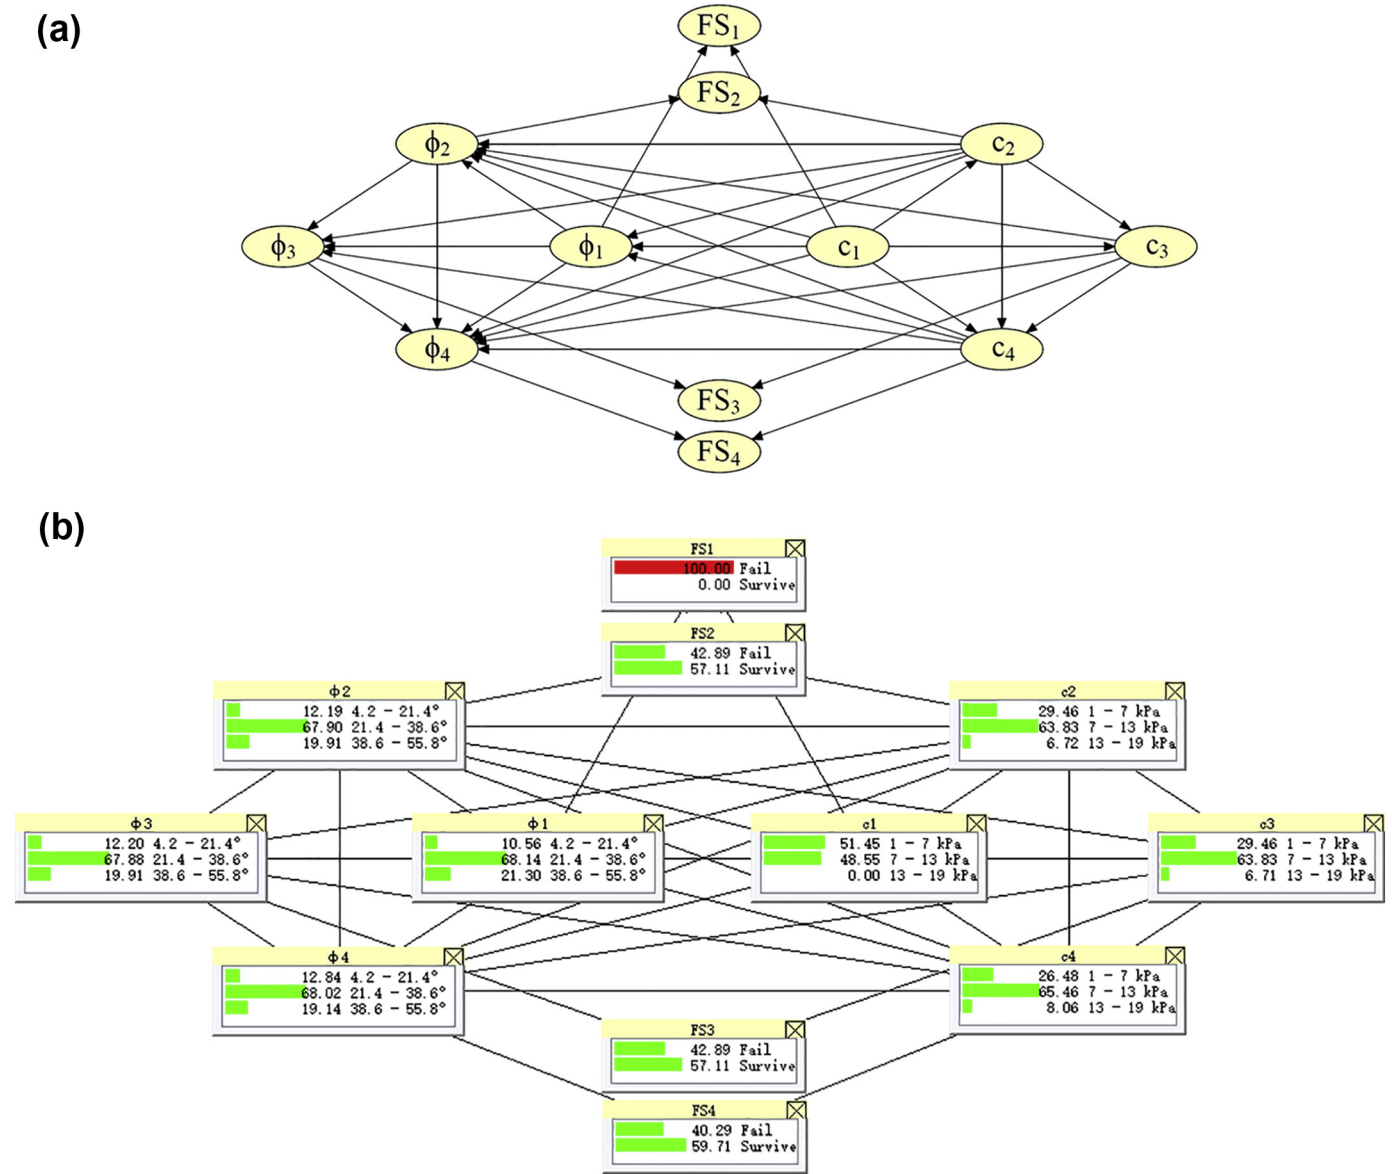 (a)
FS1
FS2
ϕ2
c2
ϕ3
ϕ1
c1
c3
ϕ4
c4
FS3
FS4
(b)
FS1
100.00 Fail
0.00 Survive
FS2
42.89 Fail
57.11 Survive
ϕ2
12.19 4.2 - 21.4°
67.90 21.4 - 38.6°
19.91 38.6 - 55.8°
c2
29.46 1 - 7 kPa
63.83 7 - 13 kPa
6.72 13 - 19 kPa
ϕ3
12.20 4.2 - 21.4°
67.88 21.4 - 38.6°
19.91 38.6 - 55.8°
ϕ1
10.56 4.2 - 21.4°
68.14 21.4 - 38.6°
21.30 38.6 - 55.8°
c1
51.45 1 - 7 kPa
48.55 7 - 13 kPa
0.00 13 - 19 kPa
c3
29.46 1 - 7 kPa
63.83 7 - 13 kPa
6.71 13 - 19 kPa
ϕ4
12.84 4.2 - 21.4°
68.02 21.4 - 38.6°
19.14 38.6 - 55.8°
c4
26.48 1 - 7 kPa
65.46 7 - 13 kPa
8.06 13 - 19 kPa
FS3
42.89 Fail
57.11 Survive
FS4
40.29 Fail
59.71 Survive